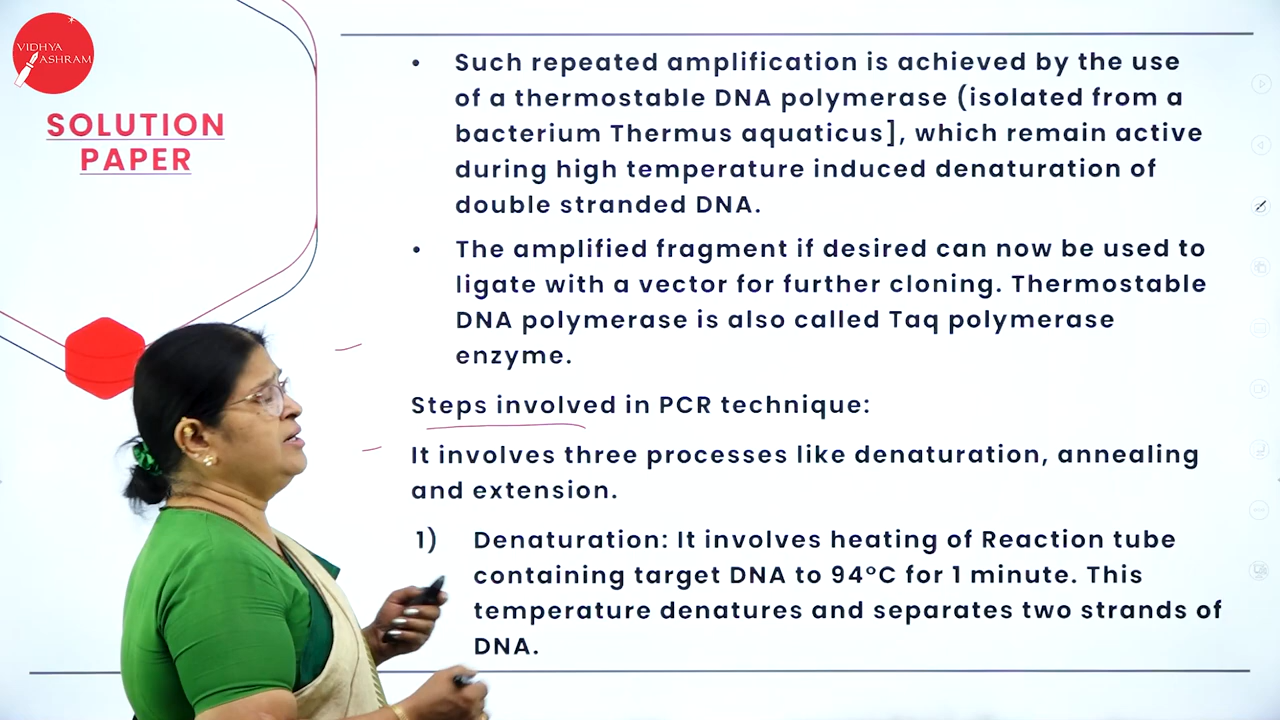 VIDHYA
ASHRAM
SOLUTION
PAPER
• Such repeated amplification is achieved by the use
of a thermostable DNA polymerase (isolated from a
bacterium Thermus aquaticus], which remain active
during high temperature induced denaturation of
double stranded DNA.
• The amplified fragment if desired can now be used to
ligate with a vector for further cloning. Thermostable
DNA polymerase is also called Taq polymerase
enzyme.
Steps involved in PCR technique:
It involves three processes like denaturation, annealing
and extension.
1) Denaturation: It involves heating of Reaction tube
containing target DNA to 94°C for 1 minute. This
temperature denatures and separates two strands of
DNA.